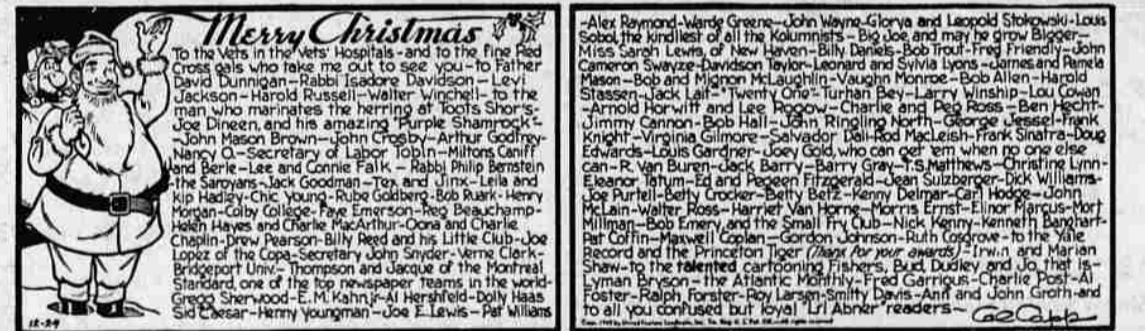 Merry Christmas
To the Vets in the Vets' Hospitals - and to the fine Red
Cross gals who take me out to see you - to Father
David Dunnigan - Rabbi Isadore Davidson - Levi
Jackson - Harold Russell - Walter Winchell - to the
man who marinates the herring at Toots Shor's -
Joe Dineen, and his amazing "Purple Shamrock" -
- John Mason Brown - John Crosby - Arthur Godfrey -
Nancy O. - Secretary of Labor Tobin - Miltons Caniff
and Berle - Lee and Connie Falk - Rabbi Philip Bernstein
- the Saroyans - Jack Goodman - Tex and Jinx - Leila and
Kip Hadley - Chic Young - Rube Goldberg - Bob Ruark - Henry
Morgan - Colby College - Faye Emerson - Reg Beauchamp -
Helen Hayes and Charlie MacArthur - Oona and Charlie
Chaplin - Drew Pearson - Billy Reed and his Little Club - Joe
Lopez of the Copa - Secretary John Snyder - Verne Clark -
Bridgeport Univ. - Thompson and Jacque of the Montreal
Standard, one of the top newspaper teams in the world -
Gregg Sherwood - E. M. Kahn, jr - Al Hershfeld - Dolly Haas
Sid Caesar - Henny Youngman - Joe E. Lewis - Pat Williams
12-24
- Alex Raymond - Warde Greene - John Wayne - Glorya and Leopold Stokowski - Louis
Sobol, the kindliest of all the Kolumnists - Big Joe, and may he grow Bigger -
Miss Sarah Lewis, of New Haven - Billy Daniels - Bob Trout - Fred Friendly - John
Cameron Swayze - Davidson Taylor - Leonard and Sylvia Lyons - James and Pamela
Mason - Bob and Mignon McLaughlin - Vaughn Monroe - Bob Allen - Harold
Stassen - Jack Lait - "Twenty One" - Turhan Bey - Larry Winship - Lou Cowan
- Arnold Horwitt and Lee Rogow - Charlie and Peg Ross - Ben Hecht -
Jimmy Cannon - Bob Hall - John Ringling North - George Jessel - Frank
Knight - Virginia Gilmore - Salvador Dali - Rod MacLeish - Frank Sinatra - Doug
Edwards - Louis Gardner - Joey Gold, who can get 'em when no one else
can - R. Van Buren - Jack Barry - Barry Gray - T.S. Matthews - Christine Lynn -
Eleanor Tatum - Ed and Pegeen Fitzgerald - Jean Sulzberger - Dick Williams -
Joe Purtell - Betty Crocker - Betty Betz - Kenny Delmar - Carl Hodge - John
McLain - Walter Ross - Harriet Van Horne - Morris Ernst - Elinor Marcus - Mort
Millman - Bob Emery, and the Small Fry Club - Nick Kenny - Kenneth Banghart -
Pat Coffin - Maxwell Coplan - Gordon Johnson - Ruth Cosgrove - to the Yale
Record and the Princeton Tiger (Thanx for your awards) - Irwin and Marian
Shaw - to the talented cartooning Fishers, Bud, Dudley and Jo, that is -
Lyman Bryson - the Atlantic Monthly - Fred Garrigus - Charlie Post - Al
Foster - Ralph Forster - Roy Larsen - Smitty Davis - Ann and John Groth - and
to all you confused but loyal "Li'l Abner" readers -
Al Capp